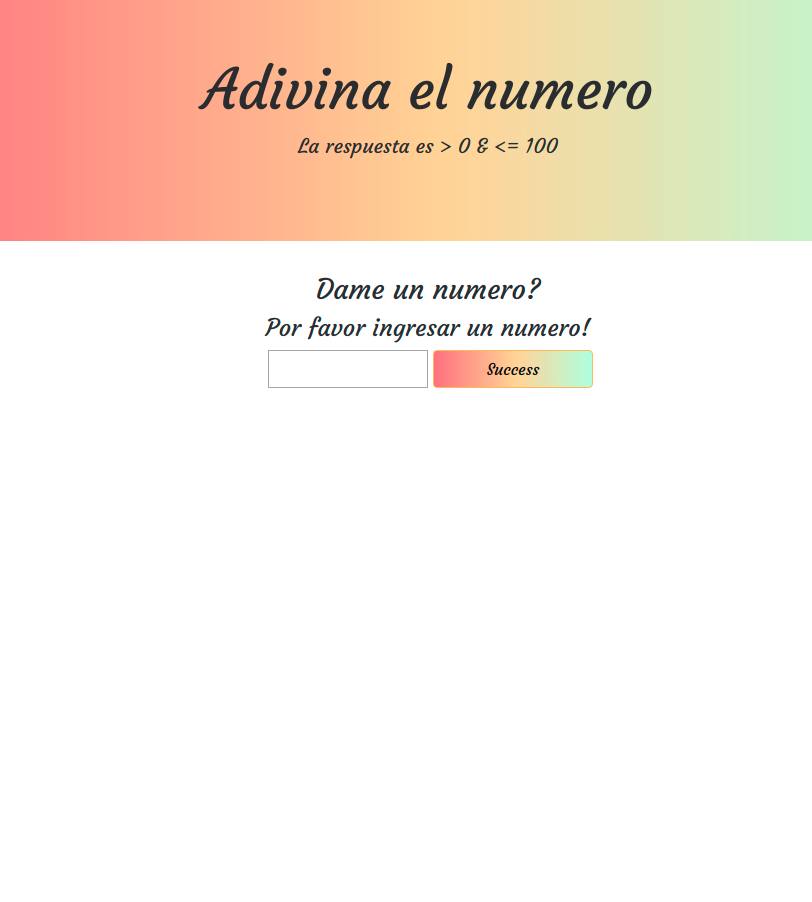 Adivina el numero
La respuesta es > 0 & <= 100
Dame un numero?
Por favor ingresar un numero!
Success